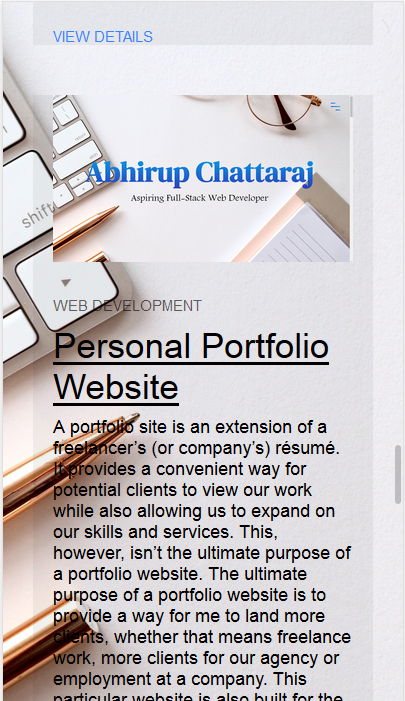 VIEW DETAILS
Abhirup Chattaraj
Aspiring Full-Stack Web Developer
shift
WEB DEVELOPMENT
Personal Portfolio
Website
A portfolio site is an extension of a
freelancer’s (or company’s) résumé.
It provides a convenient way for
potential clients to view our work
while also allowing us to expand on
our skills and services. This,
however, isn’t the ultimate purpose of
a portfolio website. The ultimate
purpose of a portfolio website is to
provide a way for me to land more
clients, whether that means freelance
work, more clients for our agency or
employment at a company. This
particular website is also built for the